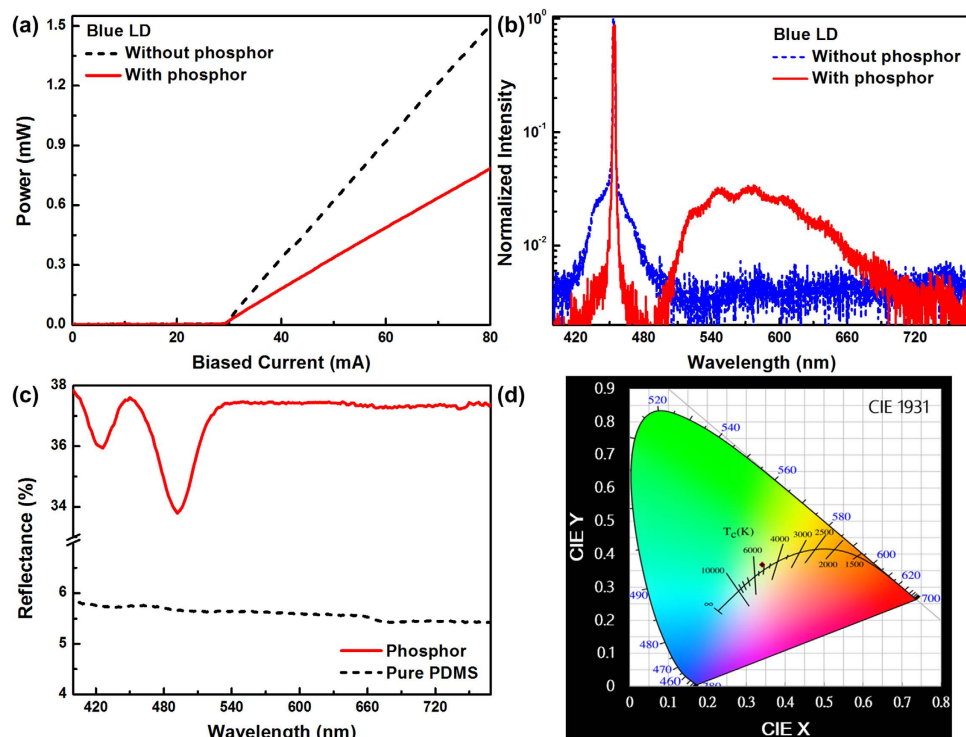 (a)
Blue LD
Without phosphor
With phosphor
Power (mW)
1.5
1.2
0.9
0.6
0.3
0.0
0 20 40 60 80
Biased Current (mA)
(b)
Blue LD
Without phosphor
With phosphor
Normalized Intensity
10^0
10^-1
10^-2
420 480 540 600 660 720
Wavelength (nm)
(c)
Reflectance (%)
38
37
36
34
6
5
4
Phosphor
Pure PDMS
420 480 540 600 660 720
Wavelength (nm)
(d)
CIE 1931
CIE Y
0.9
0.8
0.7
0.6
0.5
0.4
0.3
0.2
0.1
0
520
540
560
580
600
620
700
490
480
470
460
380
Tc(K)
∞
10000
6000
4000
3000
2500
2000
1500
0 0.1 0.2 0.3 0.4 0.5 0.6 0.7 0.8
CIE X